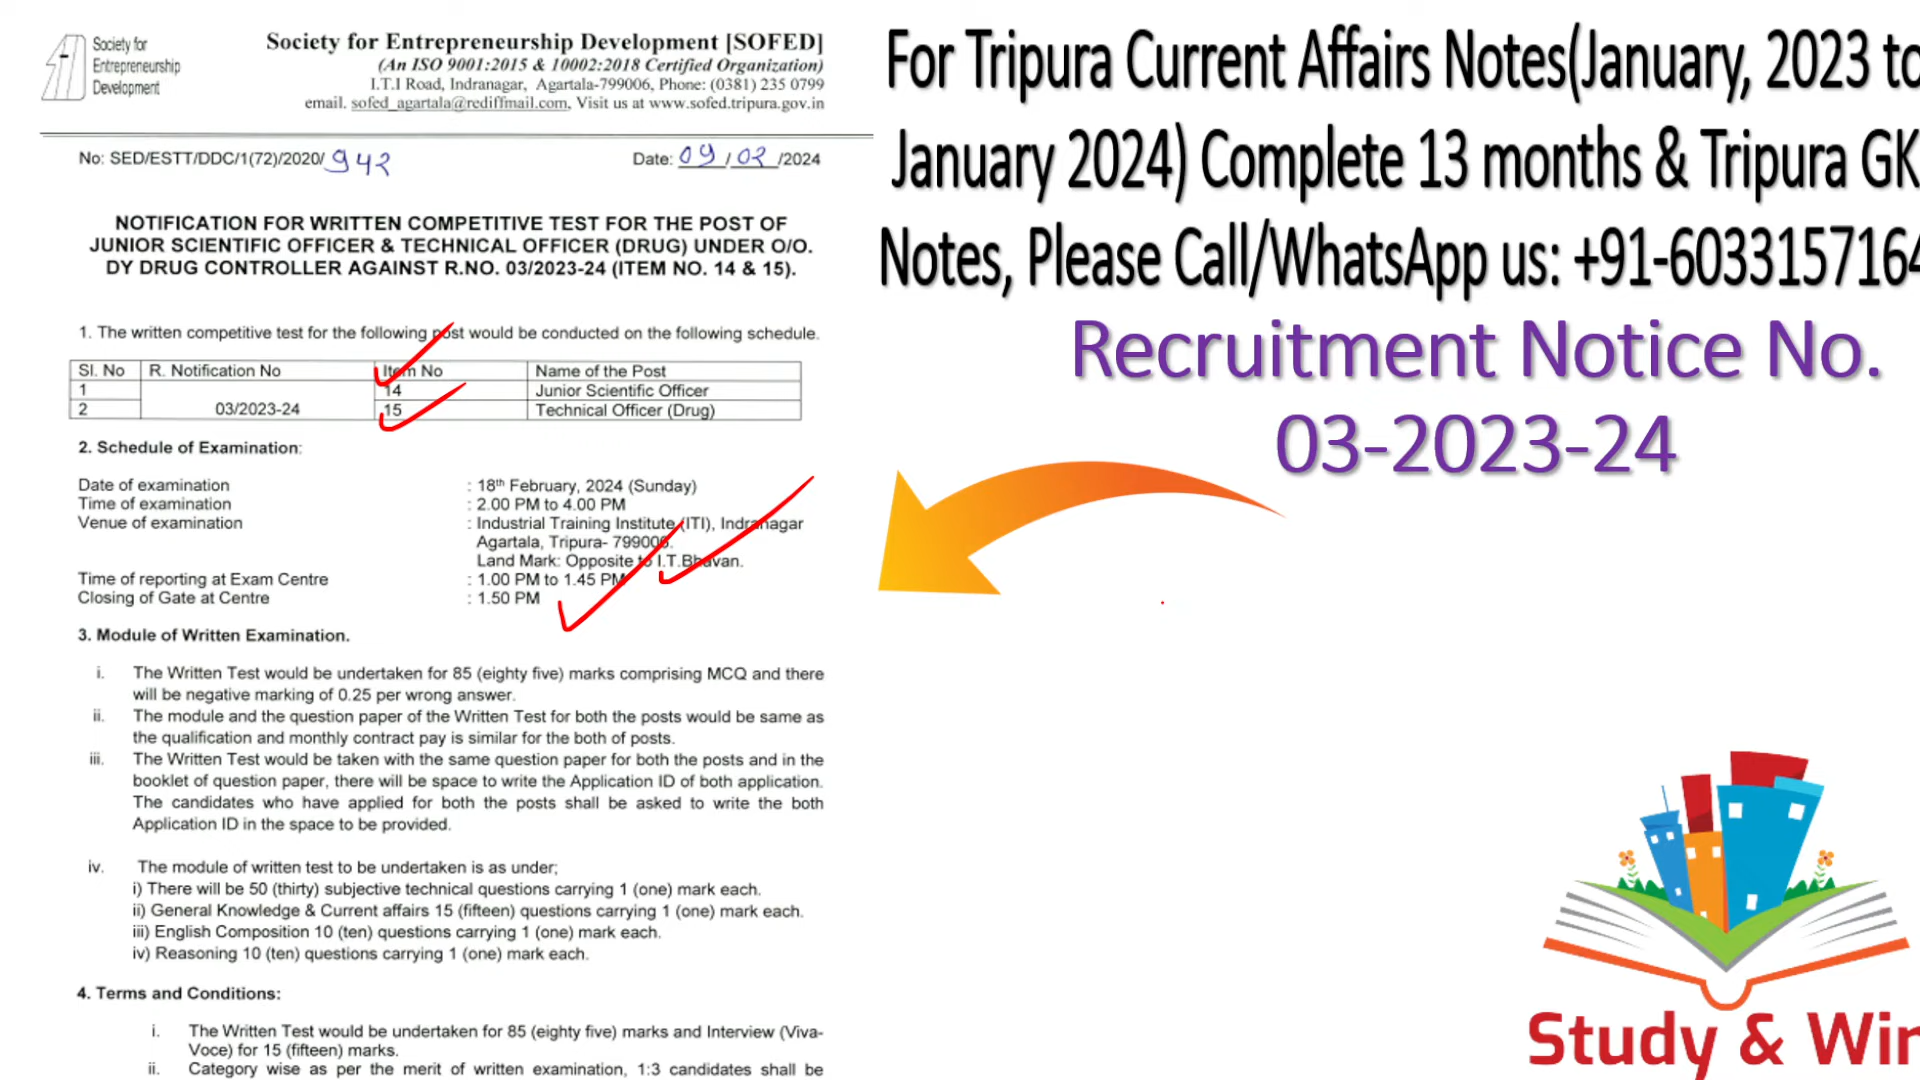 Society for
Entrepreneurship
Development
Society for Entrepreneurship Development [SOFED]
(An ISO 9001:2015 & 10002:2018 Certified Organization)
I.T.I Road, Indranagar, Agartala-799006, Phone: (0381) 235 0799
email. sofed_agartala@rediffmail.com, Visit us at www.sofed.tripura.gov.in
No: SED/ESTT/DDC/1(72)/2020/ 942
Date: 09/02/2024
NOTIFICATION FOR WRITTEN COMPETITIVE TEST FOR THE POST OF
JUNIOR SCIENTIFIC OFFICER & TECHNICAL OFFICER (DRUG) UNDER O/O.
DY DRUG CONTROLLER AGAINST R.NO. 03/2023-24 (ITEM NO. 14 & 15).
1. The written competitive test for the following post would be conducted on the following schedule.
Sl. No R. Notification No Item No Name of the Post
1 14 Junior Scientific Officer
2 03/2023-24 15 Technical Officer (Drug)
2. Schedule of Examination:
Date of examination : 18th February, 2024 (Sunday)
Time of examination : 2.00 PM to 4.00 PM
Venue of examination : Industrial Training Institute (ITI), Indranagar
Agartala, Tripura- 799006.
Land Mark: Opposite to I.T.Bhavan.
Time of reporting at Exam Centre : 1.00 PM to 1.45 PM
Closing of Gate at Centre : 1.50 PM
3. Module of Written Examination.
i. The Written Test would be undertaken for 85 (eighty five) marks comprising MCQ and there
will be negative marking of 0.25 per wrong answer.
ii. The module and the question paper of the Written Test for both the posts would be same as
the qualification and monthly contract pay is similar for the both of posts.
iii. The Written Test would be taken with the same question paper for both the posts and in the
booklet of question paper, there will be space to write the Application ID of both application.
The candidates who have applied for both the posts shall be asked to write the both
Application ID in the space to be provided.
iv. The module of written test to be undertaken is as under;
i) There will be 50 (thirty) subjective technical questions carrying 1 (one) mark each.
ii) General Knowledge & Current affairs 15 (fifteen) questions carrying 1 (one) mark each.
iii) English Composition 10 (ten) questions carrying 1 (one) mark each.
iv) Reasoning 10 (ten) questions carrying 1 (one) mark each.
4. Terms and Conditions:
i. The Written Test would be undertaken for 85 (eighty five) marks and Interview (Viva-
Voce) for 15 (fifteen) marks.
ii. Category wise as per the merit of written examination, 1:3 candidates shall be
For Tripura Current Affairs Notes(January, 2023 to
January 2024) Complete 13 months & Tripura GK
Notes, Please Call/WhatsApp us: +91-6033157164
Recruitment Notice No.
03-2023-24
Study & Win